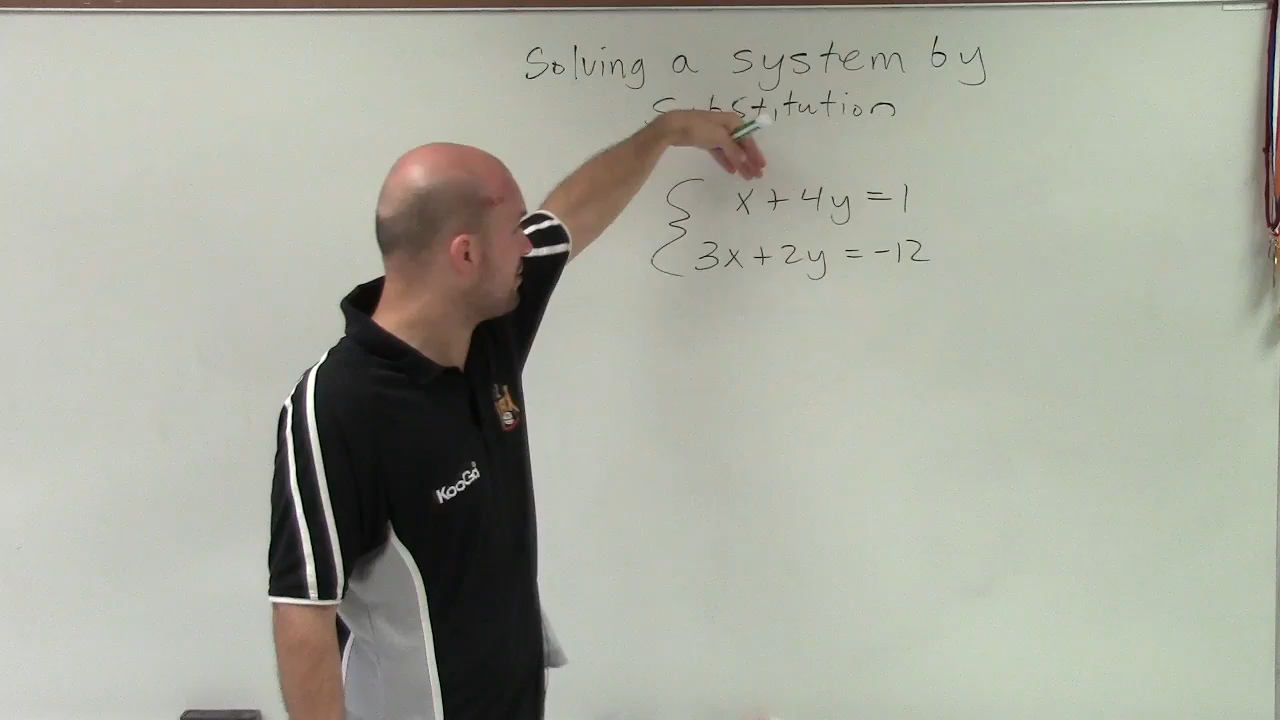 Solving a system by
Substitution
x + 4y = 1
3x + 2y = -12
KooGa